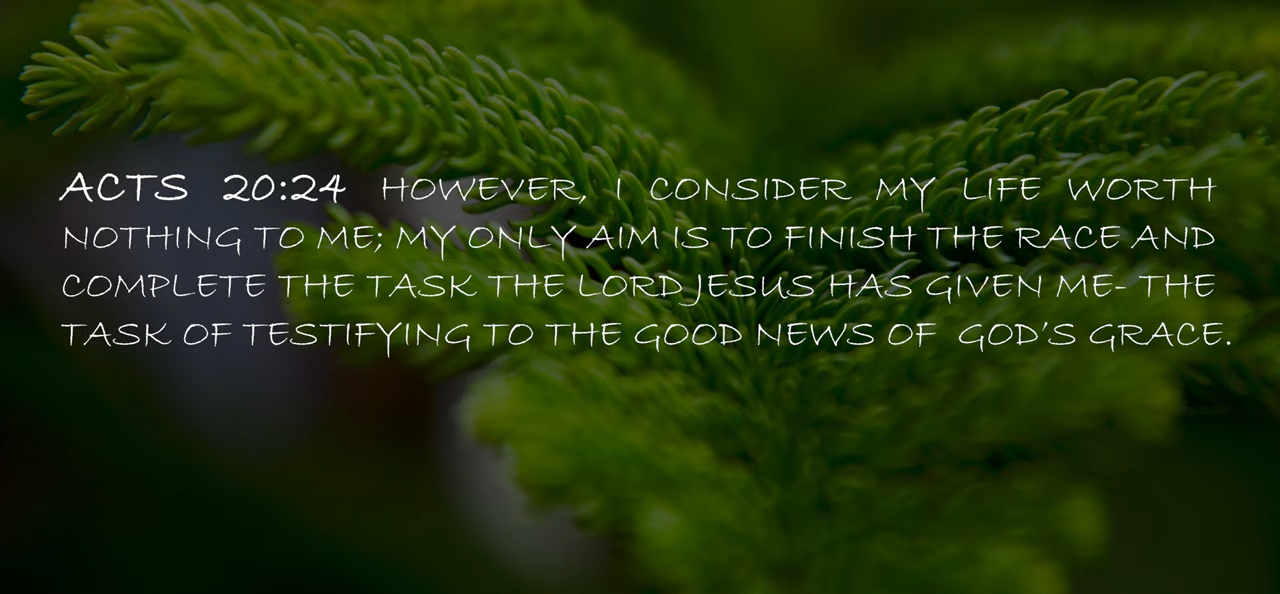 ACTS 20:24 HOWEVER, I CONSIDER MY LIFE WORTH
NOTHING TO ME; MY ONLY AIM IS TO FINISH THE RACE AND
COMPLETE THE TASK THE LORD JESUS HAS GIVEN ME- THE
TASK OF TESTIFYING TO THE GOOD NEWS OF GOD'S GRACE.